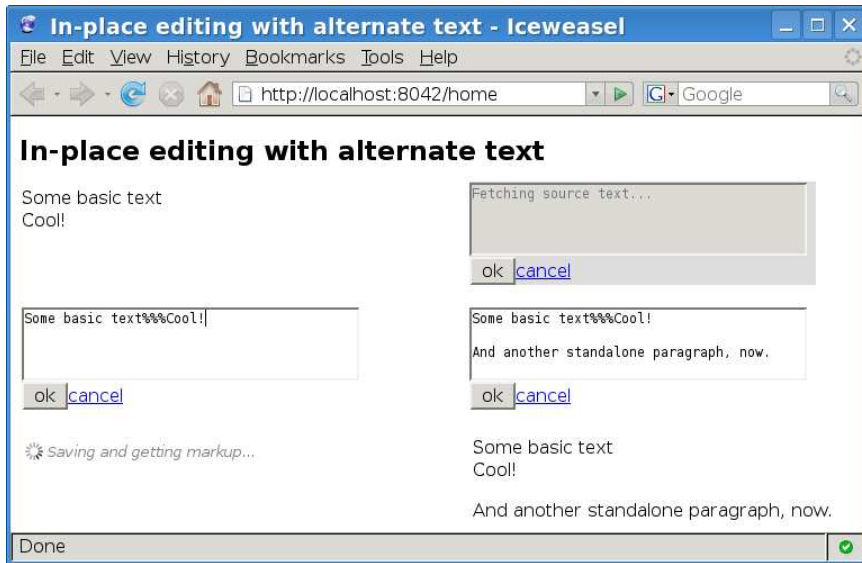 In-place editing with alternate text - Iceweasel
File Edit View History Bookmarks Tools Help
http://localhost:8042/home G Google
In-place editing with alternate text
Some basic text
Cool!
Fetching source text...
ok cancel
Some basic text%%%Cool!
ok cancel
Some basic text%%%Cool!
And another standalone paragraph, now.
ok cancel
Saving and getting markup...
Some basic text
Cool!
And another standalone paragraph, now.
Done